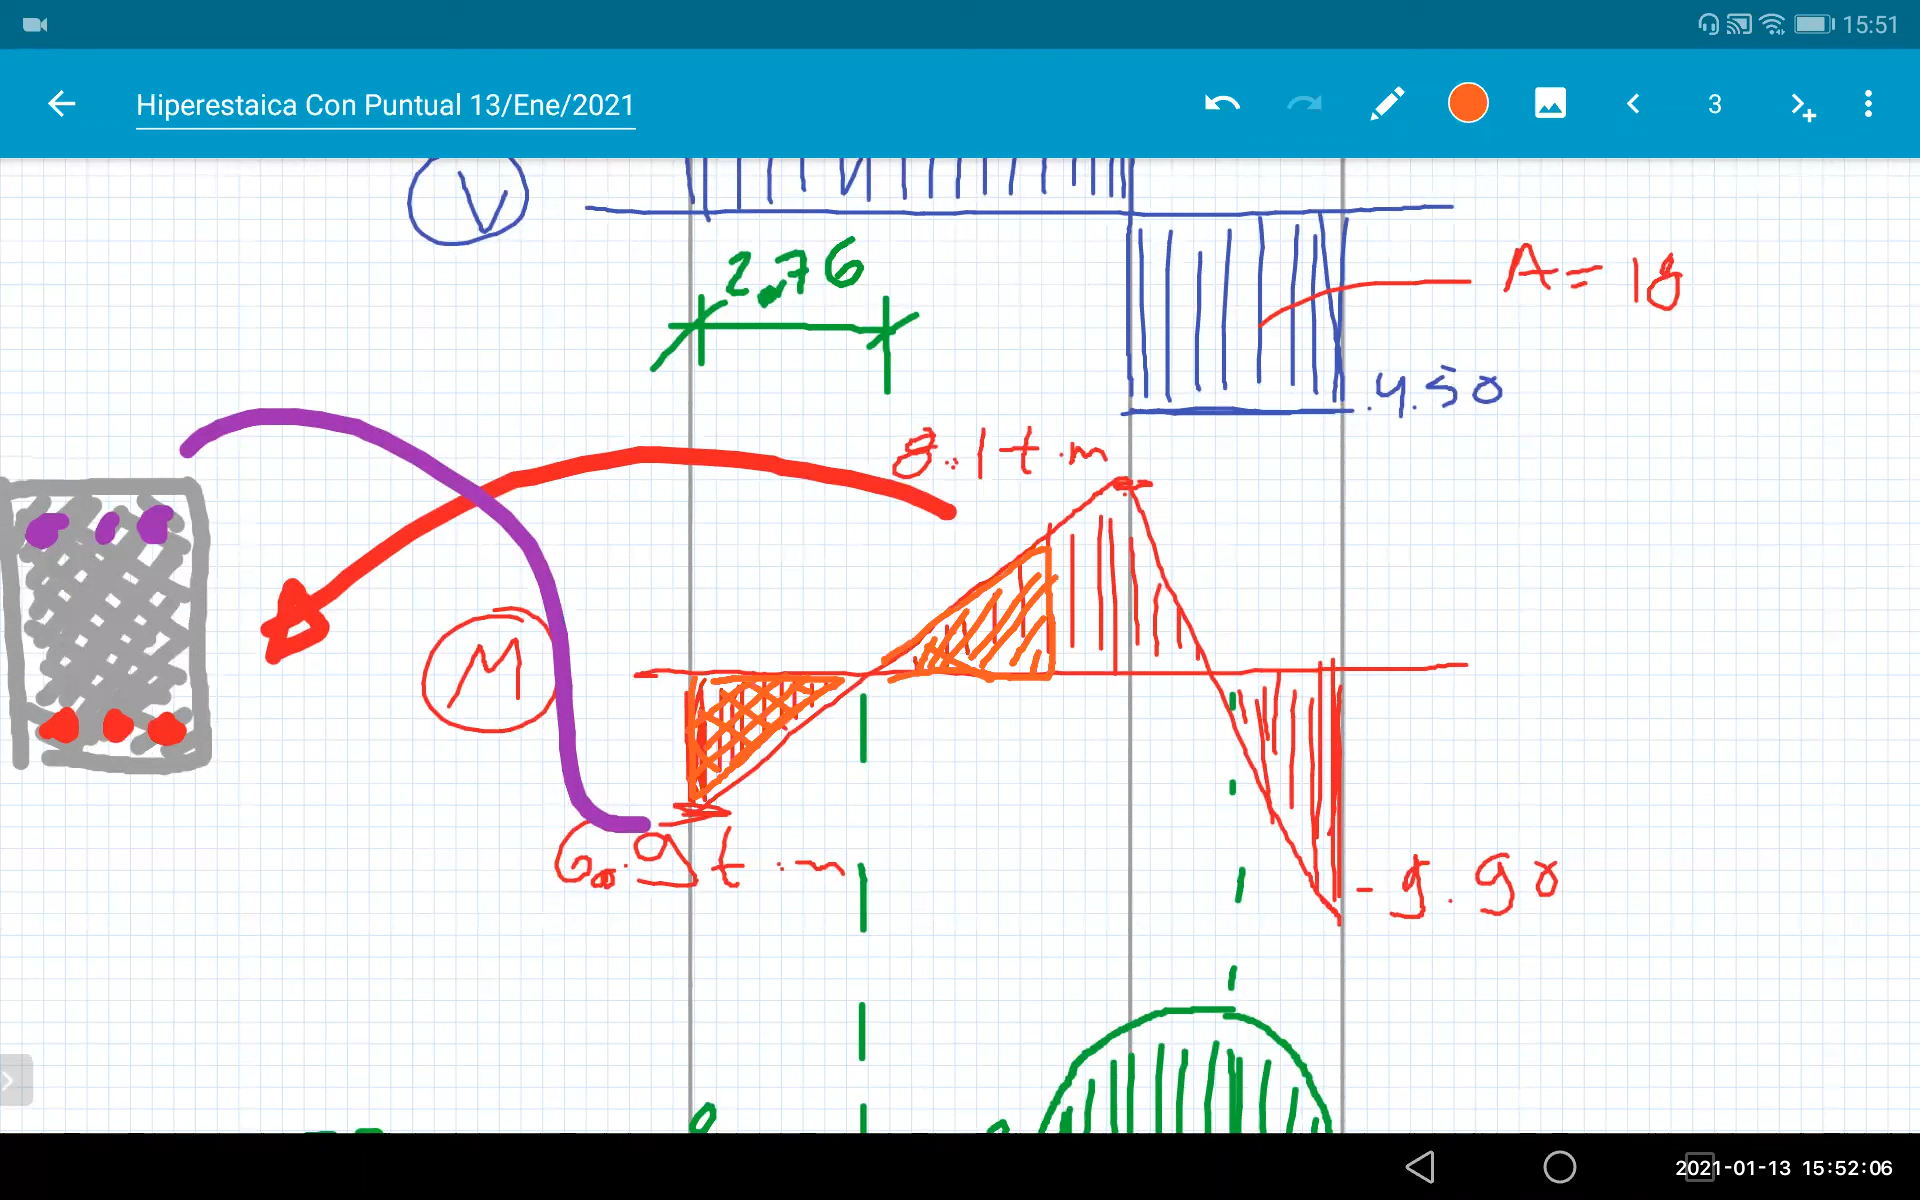 15:51
Hiperestaica Con Puntual 13/Ene/2021
3
V
2.76
A = 18
.4.50
8.1 t.m
M
6.9 t.m
- 9.90
2021-01-13 15:52:06